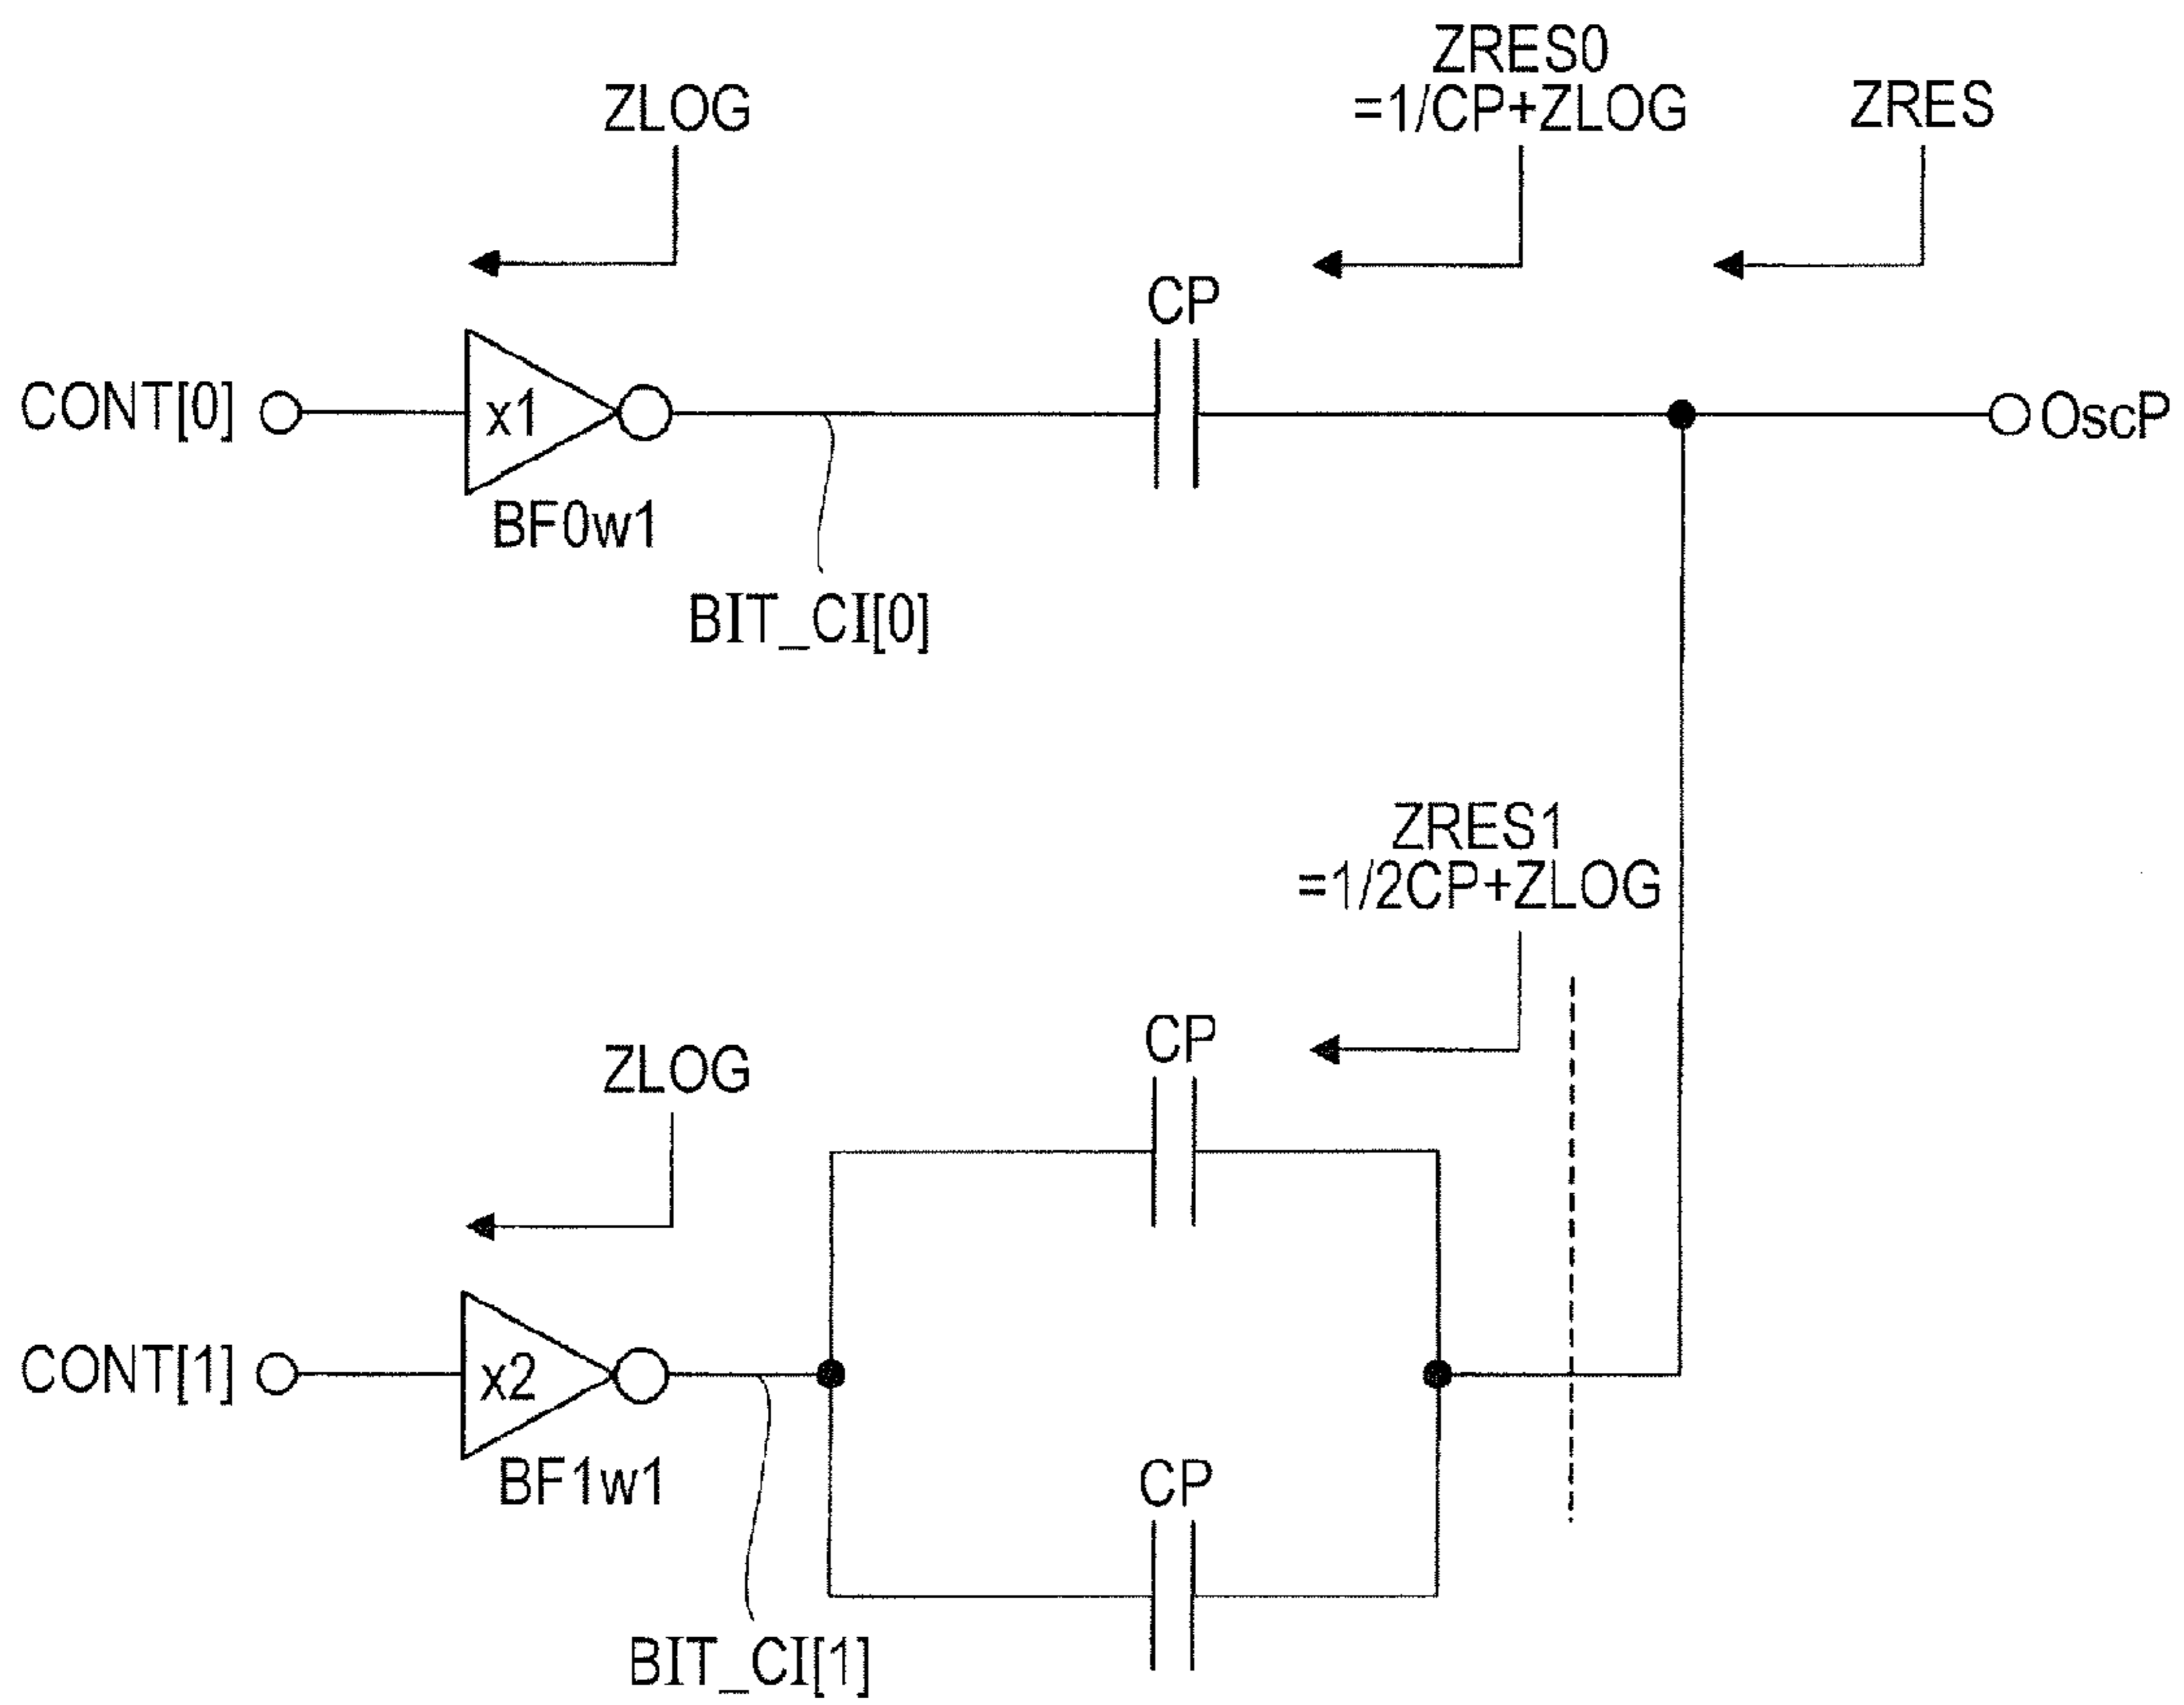 ZRES0
=1/CP+ZLOG
ZLOG
ZRES
CP
CONT[0]
x1
OscP
BF0w1
BIT_CI[0]
ZRES1
=1/2CP+ZLOG
CP
ZLOG
CONT[1]
x2
BF1w1
CP
BIT_CI[1]